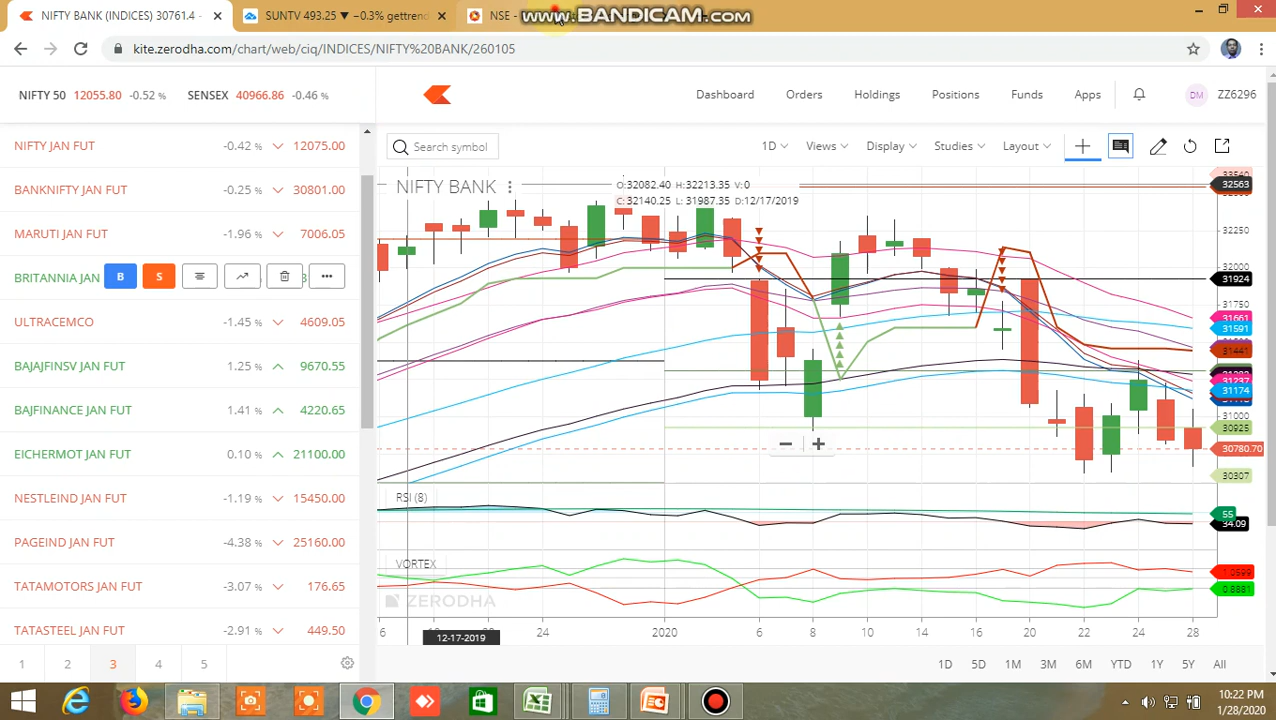 NIFTY BANK (INDICES) 30761.4 -
SUNTV 493.25 ▼ −0.3% gettrend
NSE -
www.BANDICAM.com
kite.zerodha.com/chart/web/ciq/INDICES/NIFTY%20BANK/260105
NIFTY 50 12055.80 -0.52 % SENSEX 40966.86 -0.46 %
Dashboard Orders Holdings Positions Funds Apps DM ZZ6296
NIFTY JAN FUT -0.42 % 12075.00
BANKNIFTY JAN FUT -0.25 % 30801.00
MARUTI JAN FUT -1.96 % 7006.05
BRITANNIA JAN B S
ULTRACEMCO -1.45 % 4609.05
BAJAJFINSV JAN FUT 1.25 % 9670.55
BAJFINANCE JAN FUT 1.41 % 4220.65
EICHERMOT JAN FUT 0.10 % 21100.00
NESTLEIND JAN FUT -1.19 % 15450.00
PAGEIND JAN FUT -4.38 % 25160.00
TATAMOTORS JAN FUT -3.07 % 176.65
TATASTEEL JAN FUT -2.91 % 449.50
1 2 3 4 5
Search symbol 1D Views Display Studies Layout
NIFTY BANK
O:32082.40 H:32213.35 V:0
C:32140.25 L: 31987.35 D:12/17/2019
32563
32250
32000
31924
31750
31661
31591
31441
31237
31174
31000
30925
30780.70
30307
RSI (8)
55
34.09
VORTEX
1.0599
0.8881
ZERODHA
6 24 2020 6 8 10 14 16 20 22 24 28
12-17-2019
1D 5D 1M 3M 6M YTD 1Y 5Y All
10:22 PM
1/28/2020